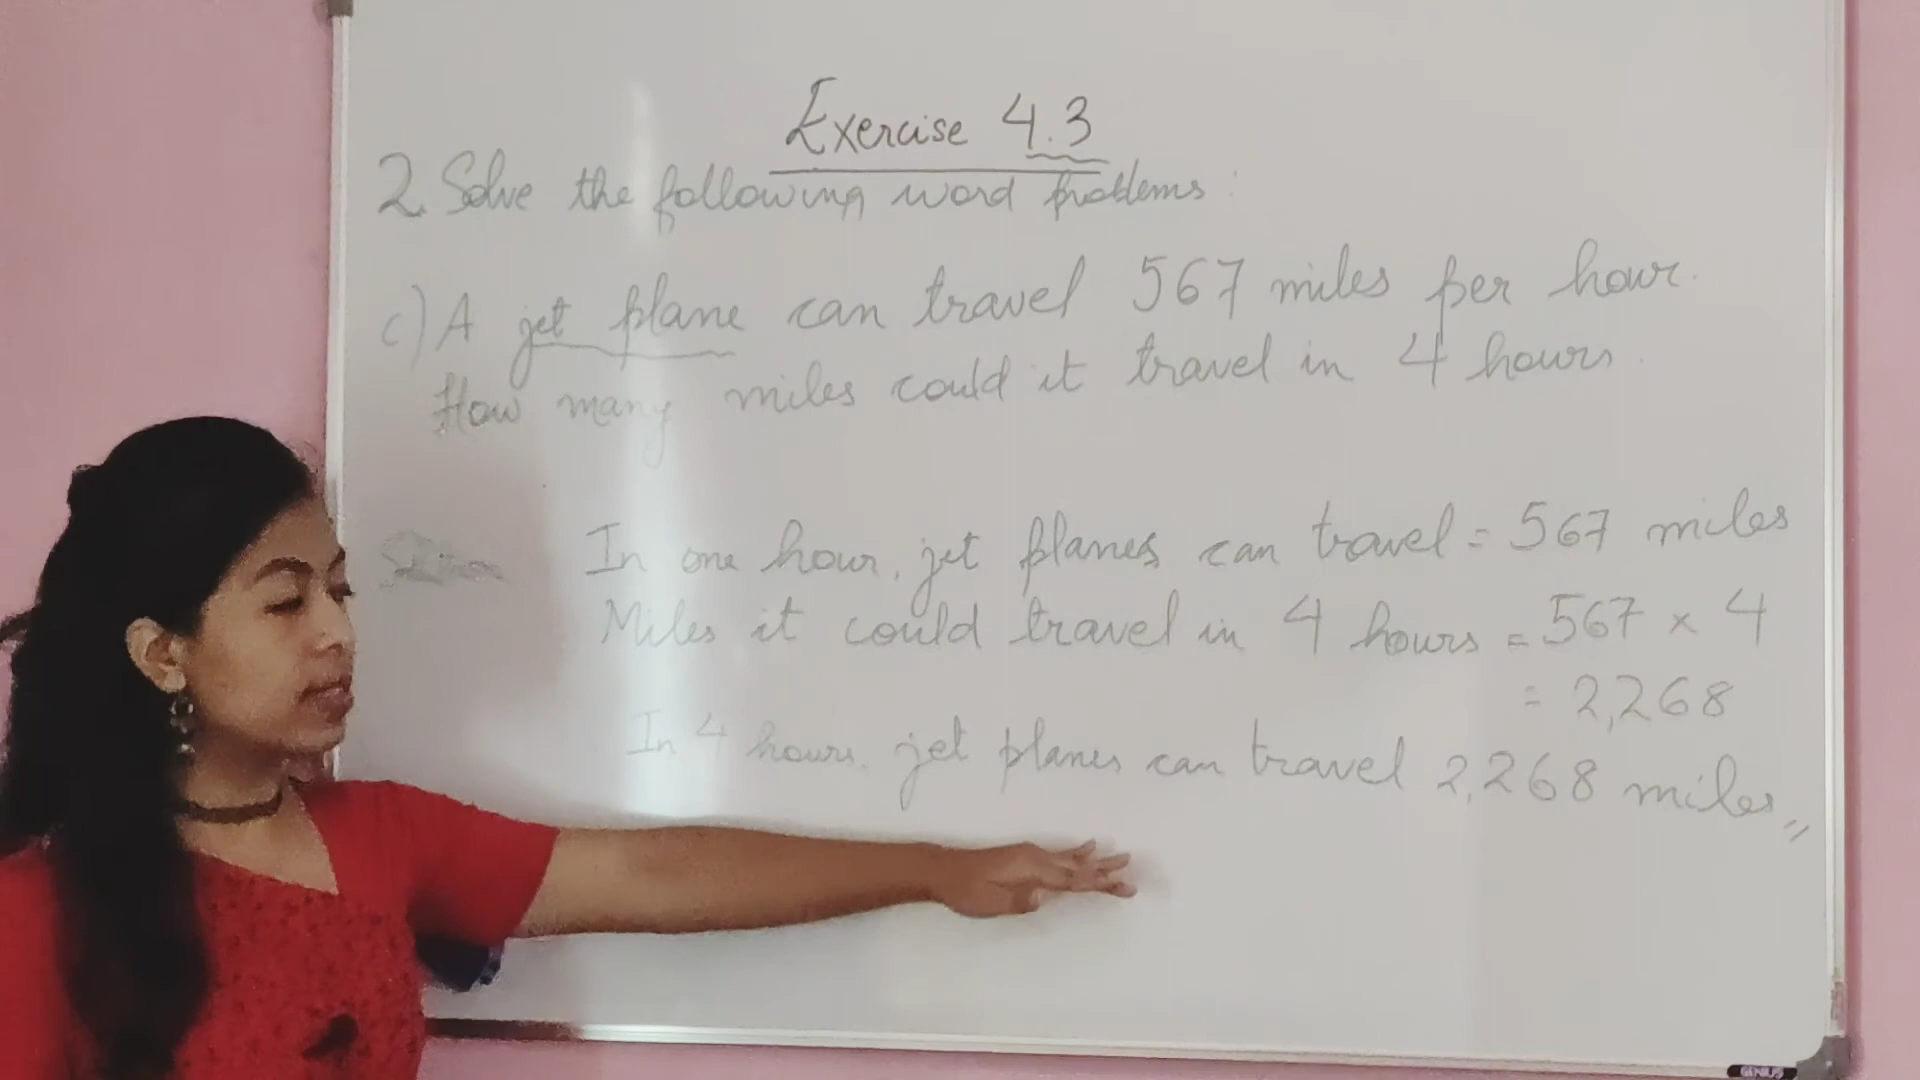 Exercise 4.3
2. Solve the following word problems:
c) A jet plane can travel 567 miles per hour.
How many miles could it travel in 4 hours.
Solution In one hour, jet planes can travel = 567 miles
Miles it could travel in 4 hours = 567 × 4
= 2,268
In 4 hours, jet planes can travel 2,268 miles,,
GENIUS